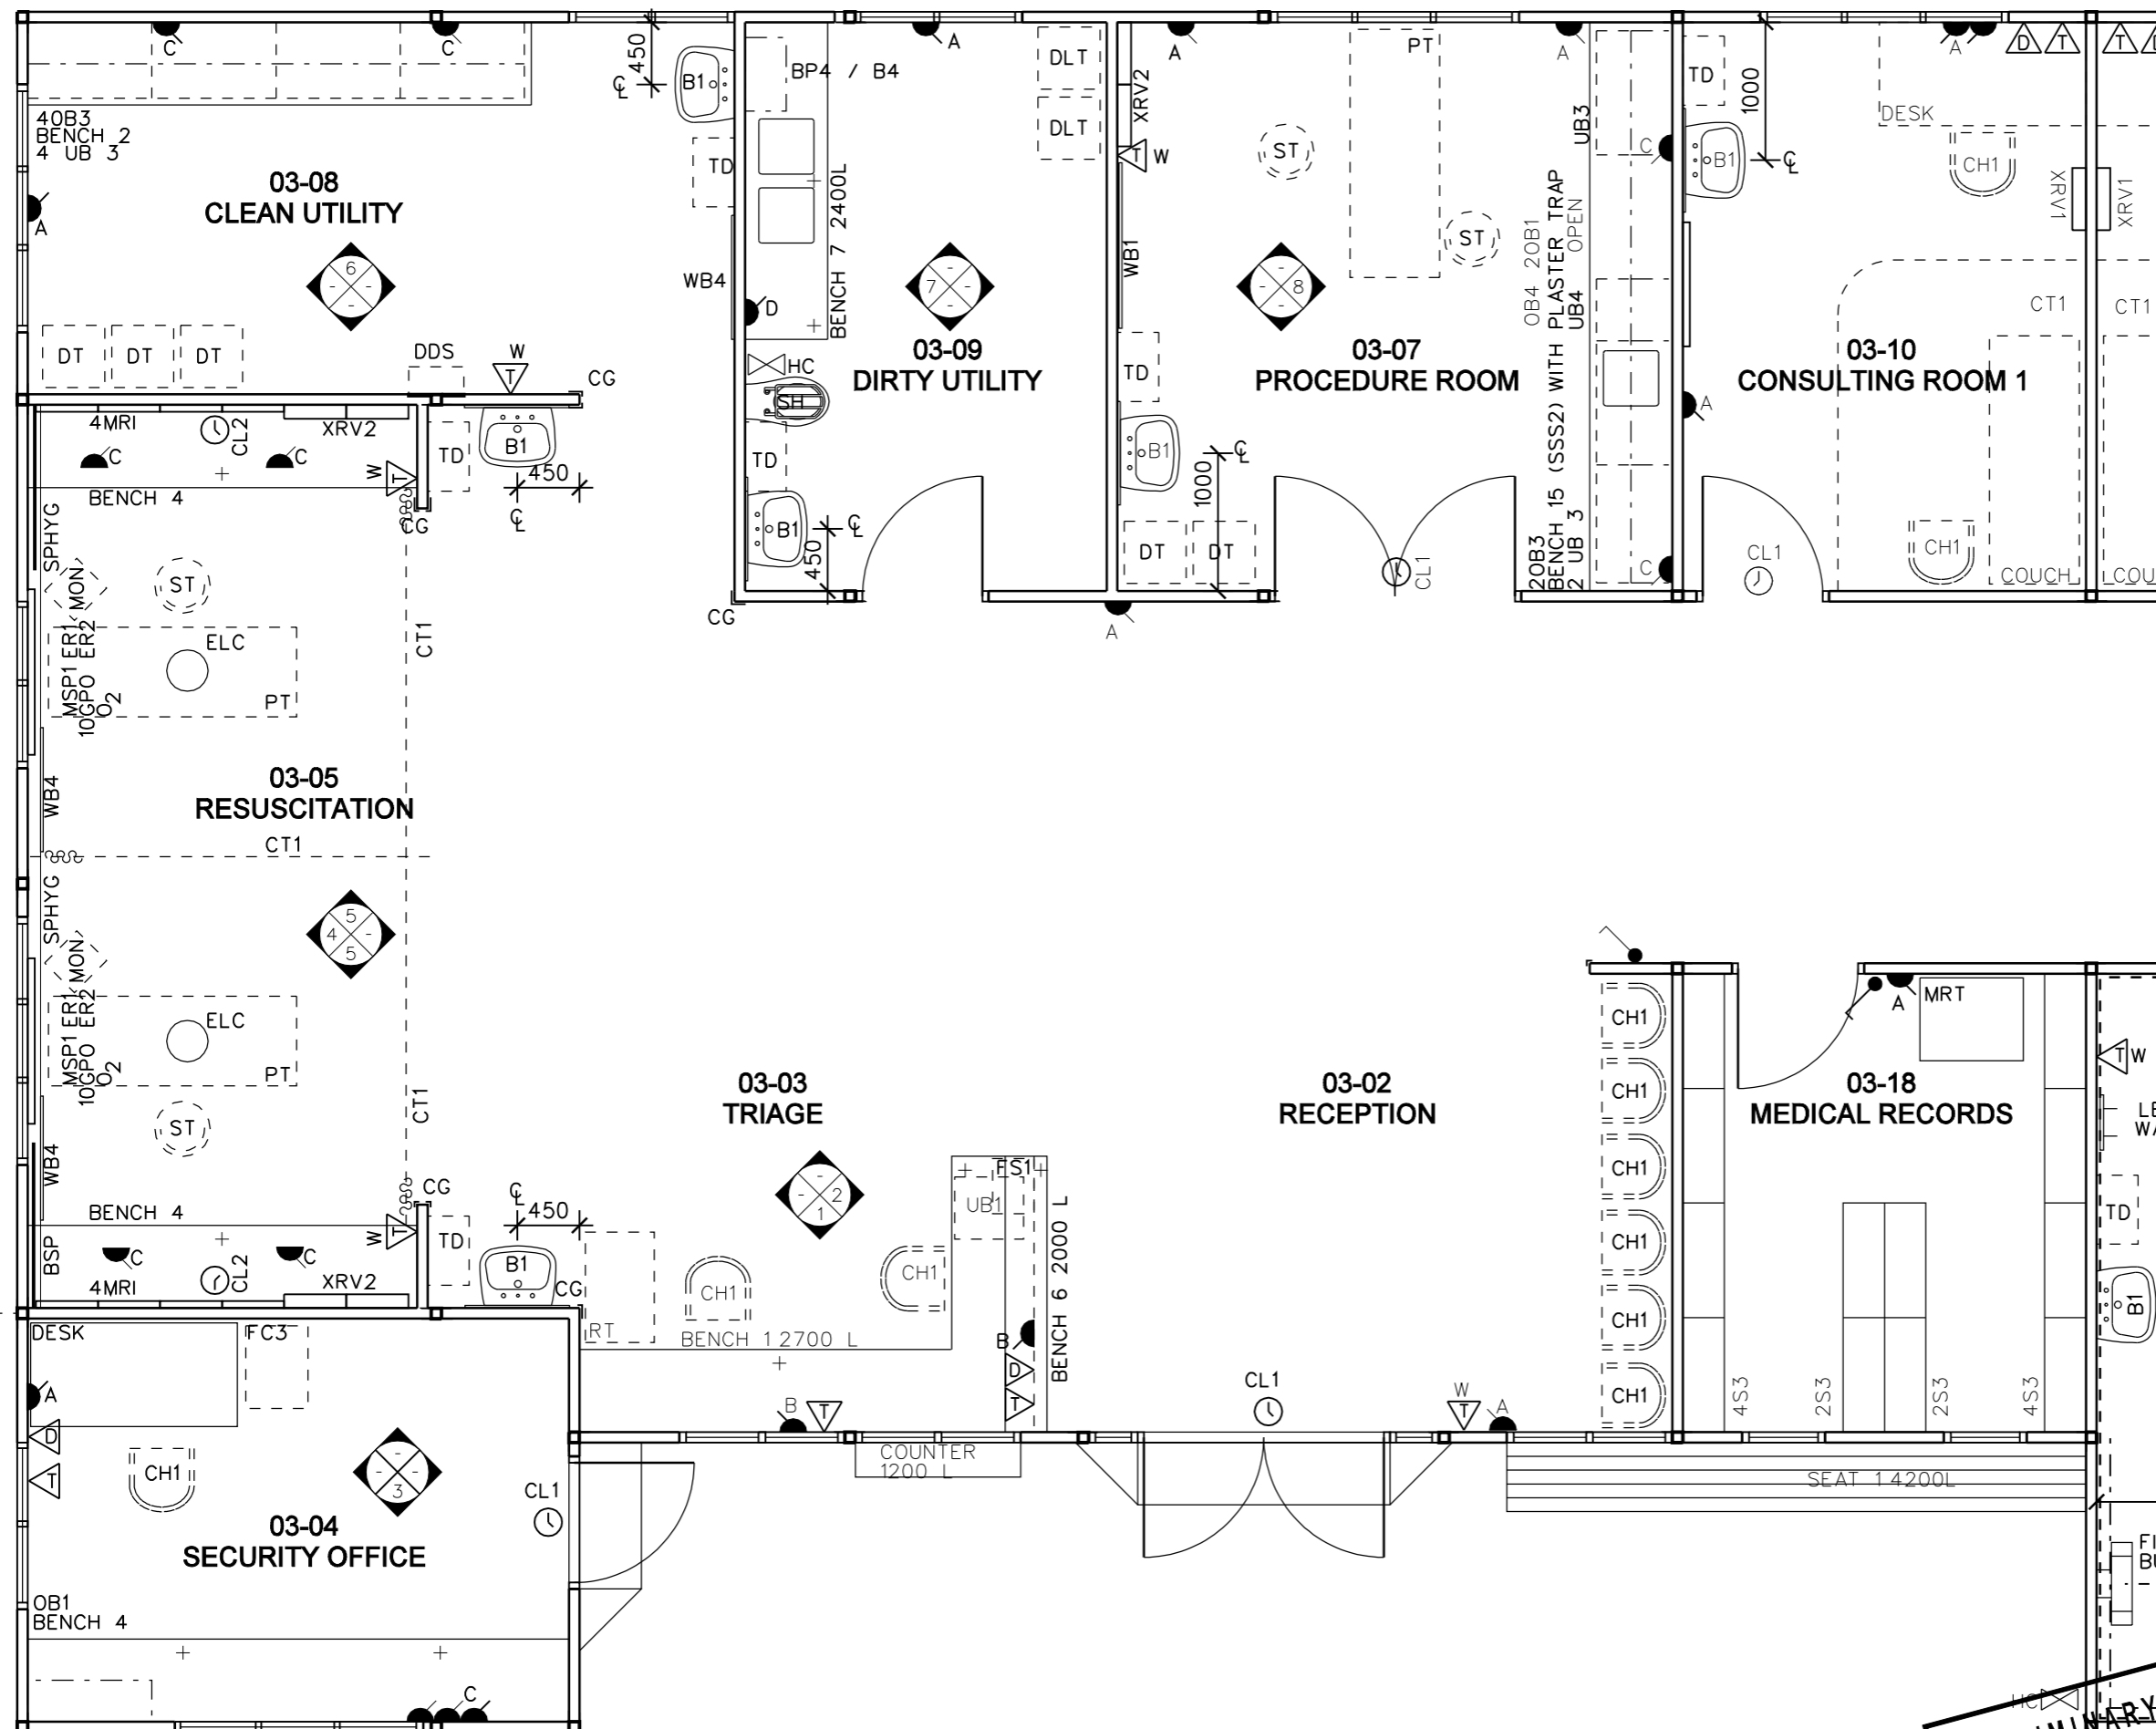 C
C
A
A
A
A
D
T
T
450
℄
B1
BP4 / B4
DLT
DLT
XRV2
PT
TD
1000
℄
B1
DESK
CH1
40B3
BENCH 2
4 UB 3
03-08
CLEAN UTILITY
A
TD
T
W
ST
ST
UB3
C
XRV1
XRV1
WB4
D
BENCH 7 2400L
WB1
OB4 20B1
OPEN
UB4
20B3
BENCH 15 (SSS2) WITH PLASTER TRAP
2 UB 3
6
7
8
CT1
CT1
DT
DT
DT
DDS
W
T
CG
HC
SH
03-09
DIRTY UTILITY
03-07
PROCEDURE ROOM
03-10
CONSULTING ROOM 1
TD
A
4MRI
CL2
XRV2
C
C
W
T
TD
B1
450
℄
CG
BENCH 4
TD
B1
℄
450
B1
1000
℄
DT
DT
CL1
C
CL1
CH1
COUCH
CG
A
SPHYG
ST
MSP1 ER1 MON
10GPO ER2
O2
ELC
PT
CT1
WB4
03-05
RESUSCITATION
CT1
SPHYG
5
4
5
MSP1 ER1 MON
10GPO ER2
O2
ELC
PT
CT1
ST
WB4
BENCH 4
BSP
C
C
4MRI
CL2
XRV2
W
T
CG
TD
℄
450
B1
CG
03-03
TRIAGE
2
1
FS1
UB1
CH1
CH1
RT
BENCH 1 2700 L
BENCH 6 2000 L
B
D
T
B
T
COUNTER
1200 L
03-02
RECEPTION
CL1
W
T
A
CH1
CH1
CH1
CH1
CH1
CH1
A
MRT
03-18
MEDICAL RECORDS
4S3
2S3
2S3
4S3
T
W
TD
B1
SEAT 1 4200L
DESK
FC3
A
D
T
CH1
3
CL1
03-04
SECURITY OFFICE
OB1
BENCH 4
C
HC